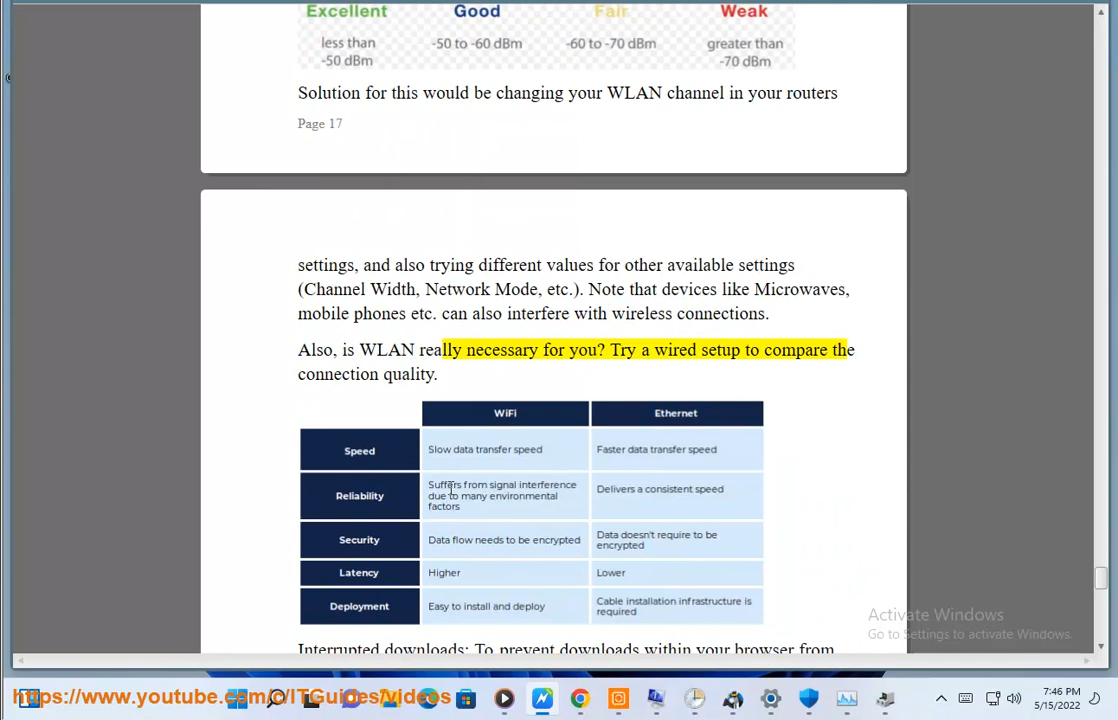 Excellent Good Fair Weak
less than -50 to -60 dBm -60 to -70 dBm greater than
-50 dBm -70 dBm
Solution for this would be changing your WLAN channel in your routers
Page 17
settings, and also trying different values for other available settings
(Channel Width, Network Mode, etc.). Note that devices like Microwaves,
mobile phones etc. can also interfere with wireless connections.
Also, is WLAN really necessary for you? Try a wired setup to compare the
connection quality.
WiFi Ethernet
Speed Slow data transfer speed Faster data transfer speed
Reliability Suffers from signal interference
due to many environmental
factors
Delivers a consistent speed
Security Data flow needs to be encrypted Data doesn't require to be
encrypted
Latency Higher Lower
Deployment Easy to install and deploy Cable installation infrastructure is
required
Interrupted downloads: To prevent downloads within your browser from
Activate Windows
Go to Settings to activate Windows.
https://www.youtube.com/c/ITGuides/videos
7:46 PM
5/15/2022